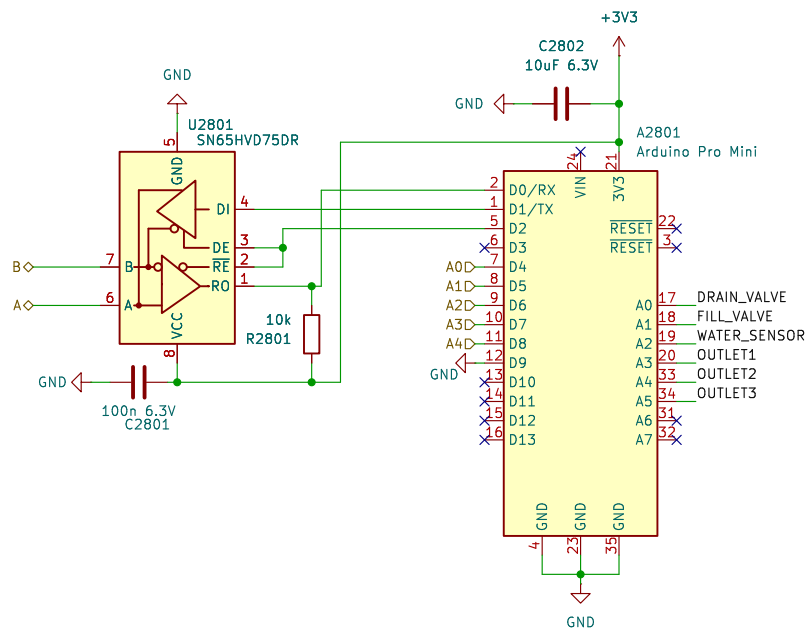 +3V3
C2802
10uF 6.3V
GND
GND
U2801
SN65HVD75DR
A2801
Arduino Pro Mini
5
GND
DI 4
DE 3
RE 2
RO 1
7 B
6 A
VCC
8
B
A
10k
R2801
GND
100n 6.3V
C2801
24
VIN
21
3V3
2 D0/RX
1 D1/TX
5 D2
6 D3
A0 7 D4
A1 8 D5
A2 9 D6
A3 10 D7
A4 11 D8
GND 12 D9
13 D10
14 D11
15 D12
16 D13
RESET 22
RESET 3
A0 17 DRAIN_VALVE
A1 18 FILL_VALVE
A2 19 WATER_SENSOR
A3 20 OUTLET1
A4 33 OUTLET2
A5 34 OUTLET3
A6 31
A7 32
GND GND GND
4 23 35
GND